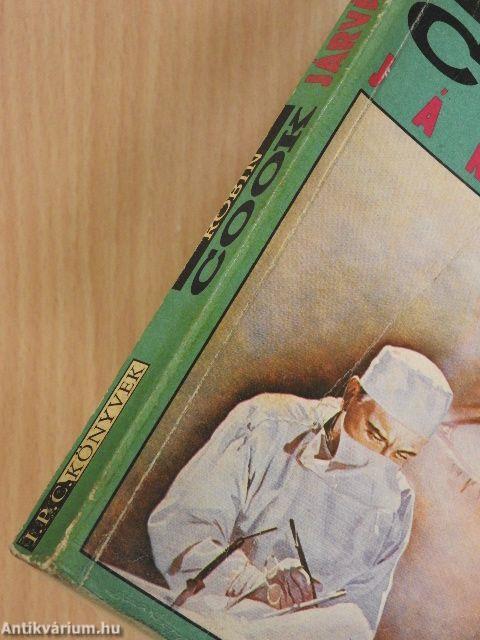 I.P.C. KÖNYVEK
ROBIN
COOK
JÁRVÁ
Antikvárium.hu